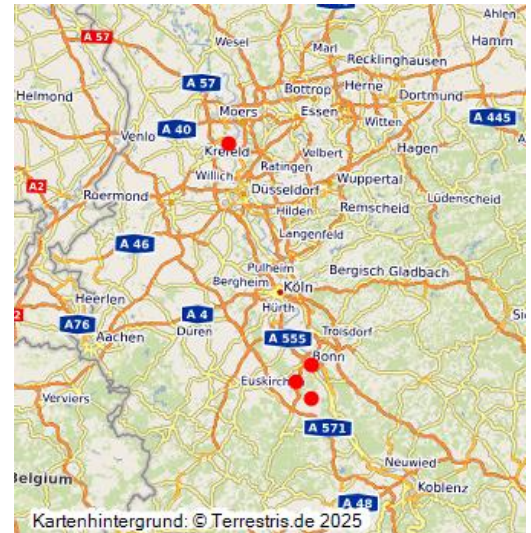 A 57
Wesel
Marl
Ahlen
Recklinghausen
Hamm
Helmond
A 57
Bottrop
Herne
Dortmund
Moers
Essen
A 445
Venlo
A 40
Witten
Krefeld
Velbert
Hagen
Ratingen
A2
Willich
Wuppertal
Roermond
Düsseldorf
Lüdenscheid
Hilden
Remscheid
A 46
Langenfeld
Pulheim
Bergisch Gladbach
Bergheim
Köln
Heerlen
Hürth
A 4
A76
Düren
A 555
Troisdorf
Aachen
Bonn
Euskirch
Verviers
A 571
Neuwied
Belgium
Koblenz
A 48
Kartenhintergrund: © Terrestris.de 2025